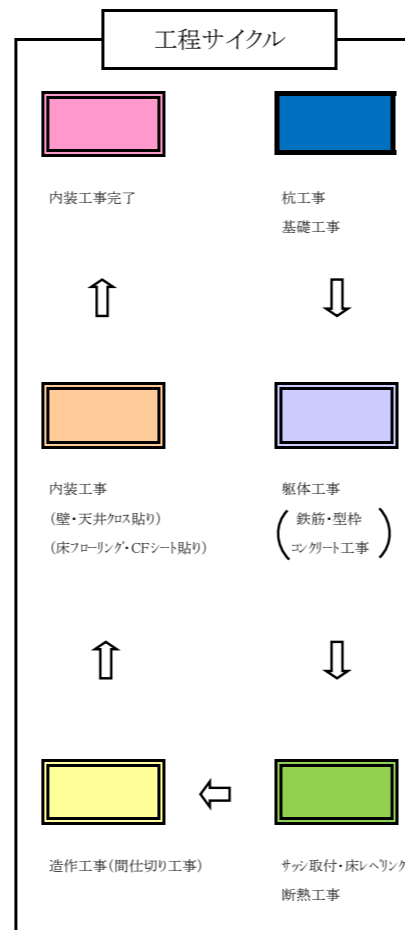 工程サイクル
内装工事完了
杭工事
基礎工事
内装工事
(壁・天井クロス貼り)
(床フローリング・CFシート貼り)
躯体工事
(鉄筋・型枠
コンクリート工事)
造作工事(間仕切り工事)
サッシ取付・床レベリング
断熱工事